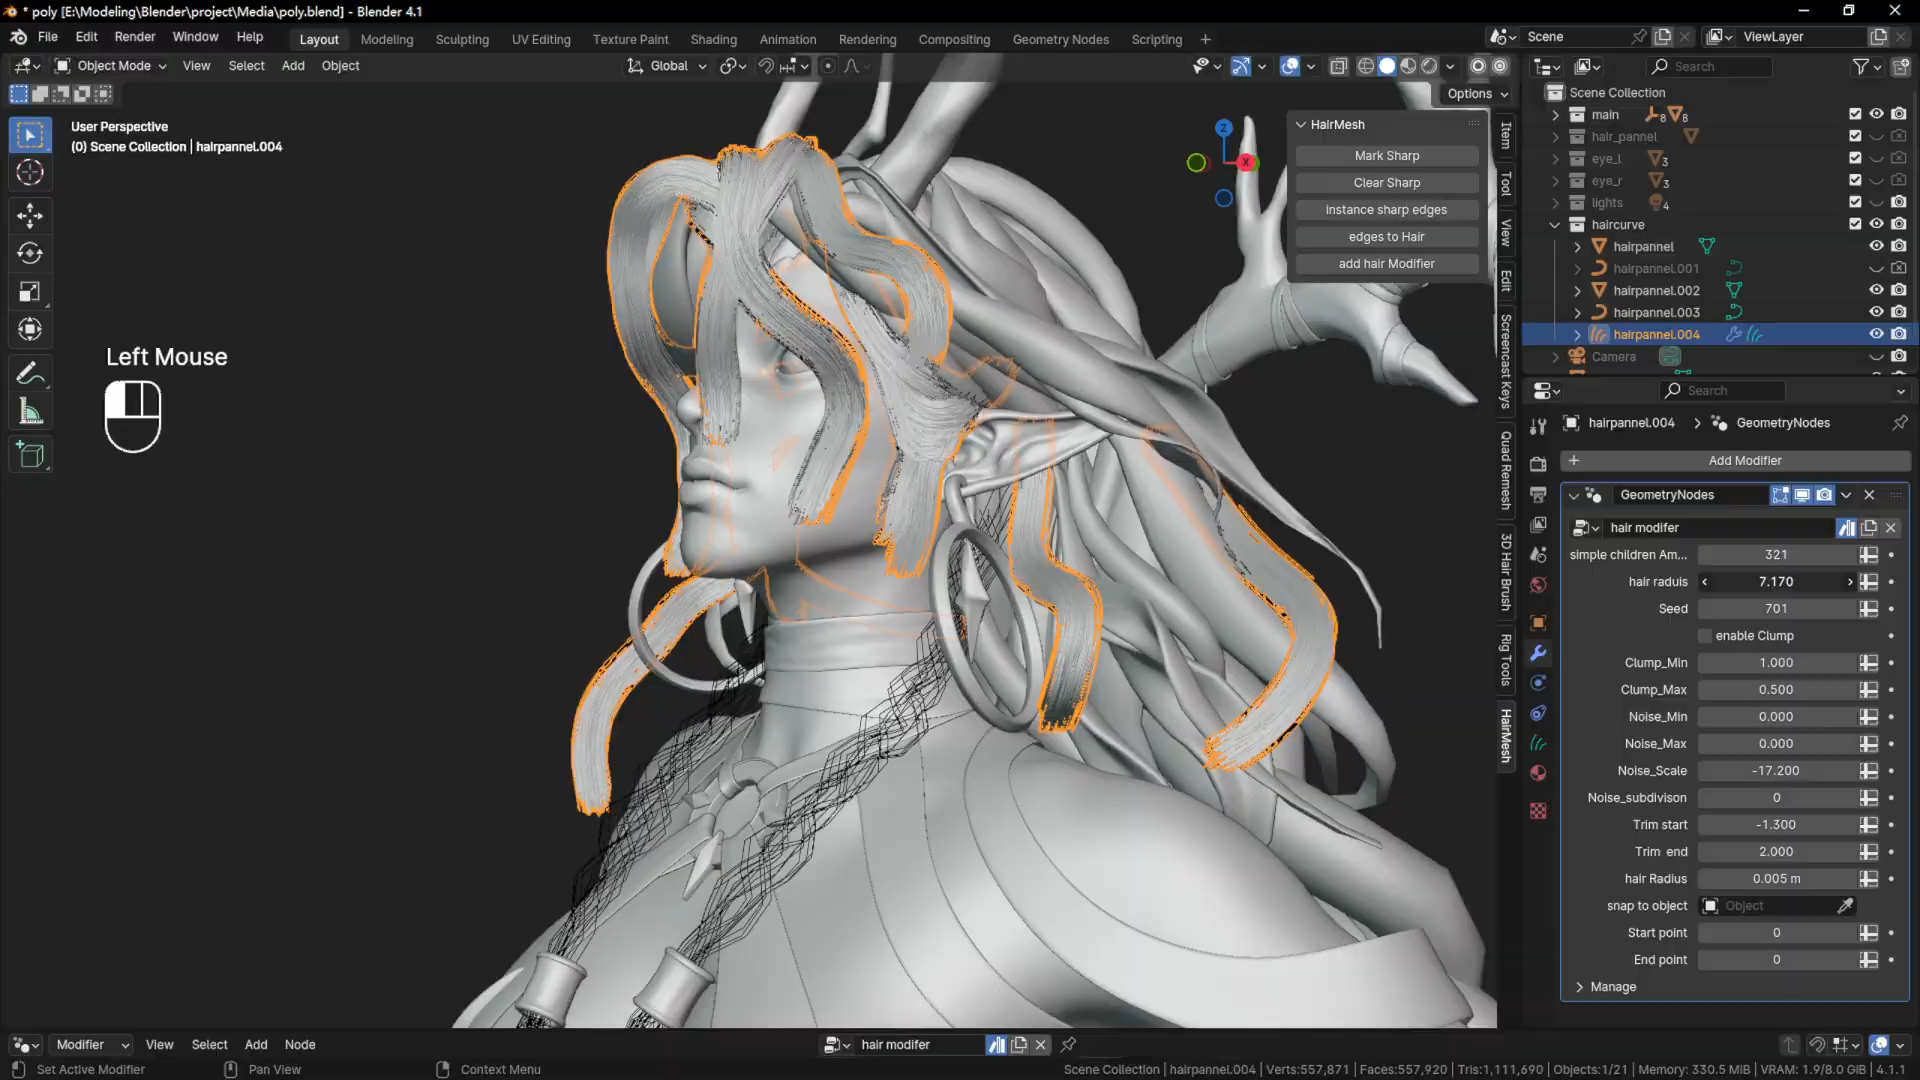 * poly [E:\Modeling\Blender\project\Media\poly.blend] - Blender 4.1
File Edit Render Window Help Layout Modeling Sculpting UV Editing Texture Paint Shading Animation Rendering Compositing Geometry Nodes Scripting + Scene ViewLayer
Object Mode View Select Add Object Global Search
Options
User Perspective
(0) Scene Collection | hairpannel.004
Left Mouse
Z
X
HairMesh
Mark Sharp
Clear Sharp
instance sharp edges
edges to Hair
add hair Modifier
Item
Tool
View
Edit
Screencast Keys
Quad Remesh
3D Hair Brush
Rig Tools
HairMesh
Scene Collection
main 8 8
hair_pannel
eye_l 3
eye_r 3
lights 4
haircurve
hairpannel
hairpannel.001
hairpannel.002
hairpannel.003
hairpannel.004
Camera
Search
hairpannel.004 > GeometryNodes
+ Add Modifier
GeometryNodes
hair modifer
simple children Am... 321
hair raduis 7.170
Seed 701
enable Clump
Clump_Min 1.000
Clump_Max 0.500
Noise_Min 0.000
Noise_Max 0.000
Noise_Scale -17.200
Noise_subdivison 0
Trim start -1.300
Trim end 2.000
hair Radius 0.005 m
snap to object Object
Start point 0
End point 0
Manage
Modifier View Select Add Node hair modifer
Set Active Modifier Pan View Context Menu Scene Collection | hairpannel.004 | Verts:557,871 | Faces:557,920 | Tris:1,111,690 | Objects:1/21 | Memory: 330.5 MiB | VRAM: 1.9/8.0 GiB | 4.1.1